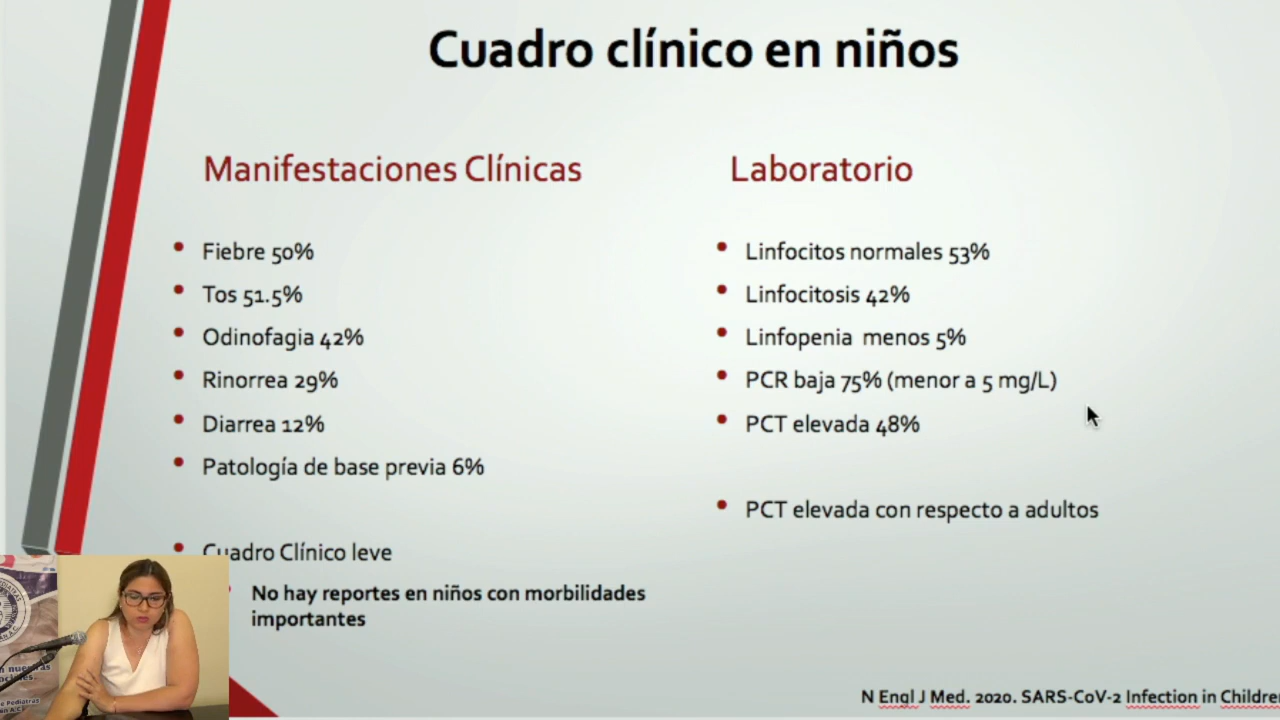 Cuadro clínico en niños
Manifestaciones Clínicas
Fiebre 50%
Tos 51.5%
Odinofagia 42%
Rinorrea 29%
Diarrea 12%
Patología de base previa 6%
Cuadro Clínico leve
No hay reportes en niños con morbilidades
importantes
Laboratorio
Linfocitos normales 53%
Linfocitosis 42%
Linfopenia menos 5%
PCR baja 75% (menor a 5 mg/L)
PCT elevada 48%
PCT elevada con respecto a adultos
N Engl J Med. 2020. SARS-CoV-2 Infection in Childre